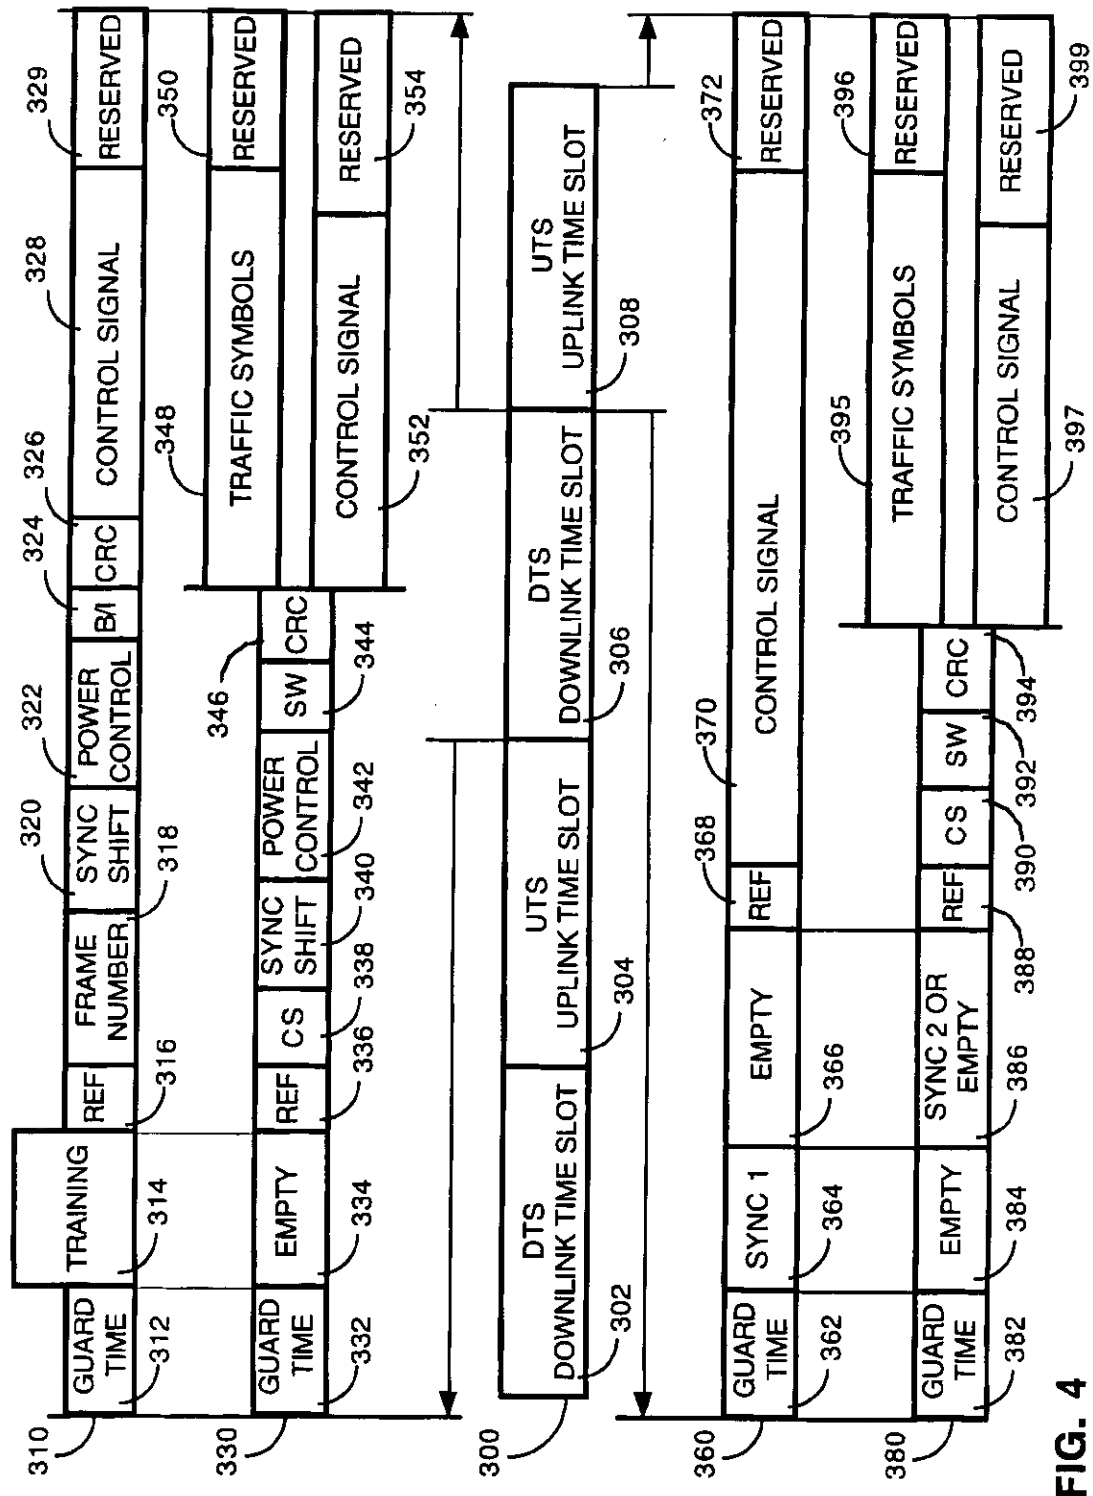 310
GUARD
TIME
312
TRAINING
314
REF
316
FRAME
NUMBER
318
SYNC
SHIFT
320
POWER
CONTROL
322
B/I
324
CRC
326
CONTROL SIGNAL
328
RESERVED
329
330
GUARD
TIME
332
EMPTY
334
REF
336
CS
338
SYNC
SHIFT
340
POWER
CONTROL
342
SW
344
CRC
346
TRAFFIC SYMBOLS
348
RESERVED
350
CONTROL SIGNAL
352
RESERVED
354
300
DTS
DOWNLINK TIME SLOT
302
UTS
UPLINK TIME SLOT
304
DTS
DOWNLINK TIME SLOT
306
UTS
UPLINK TIME SLOT
308
360
GUARD
TIME
362
SYNC 1
364
EMPTY
366
REF
368
CONTROL SIGNAL
370
RESERVED
372
380
GUARD
TIME
382
EMPTY
384
SYNC 2 OR
EMPTY
386
REF
388
CS
390
SW
392
CRC
394
TRAFFIC SYMBOLS
395
RESERVED
396
CONTROL SIGNAL
397
RESERVED
399
FIG. 4